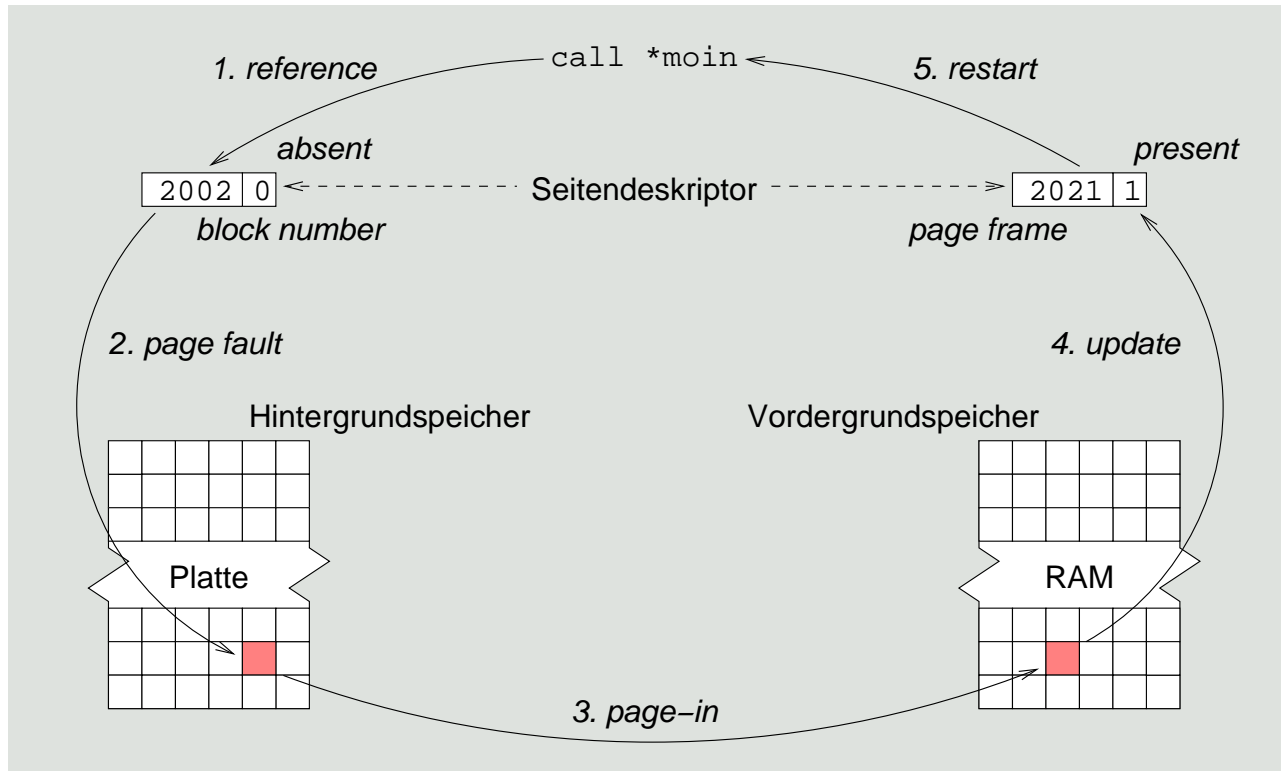 call *moin
1. reference
5. restart
absent
present
2002 0
Seitendeskriptor
2021 1
block number
page frame
2. page fault
4. update
Hintergrundspeicher
Vordergrundspeicher
Platte
RAM
3. page−in